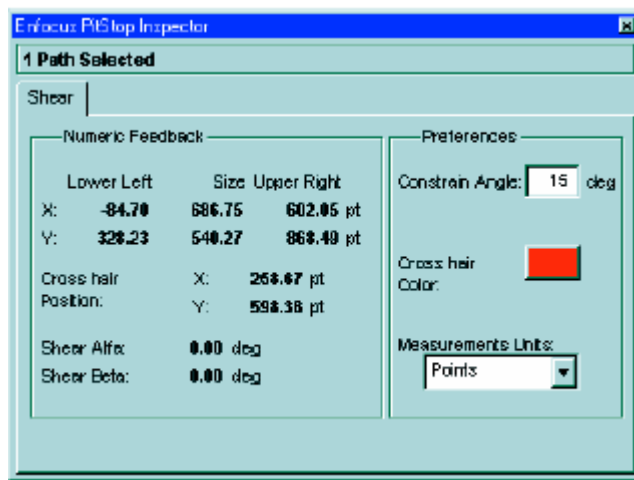 Enfocus PitStop Inspector
1 Path Selected
Shear
Numeric Feedback
Lower Left Size Upper Right
X: -84.70 686.75 602.05 pt
Y: 328.23 540.27 868.49 pt
Cross hair Position: X: 258.67 pt
Y: 598.36 pt
Shear Alfa: 0.00 deg
Shear Beta: 0.00 deg
Preferences
Constrain Angle: 15 deg
Cross hair
Color:
Measurements Units:
Points